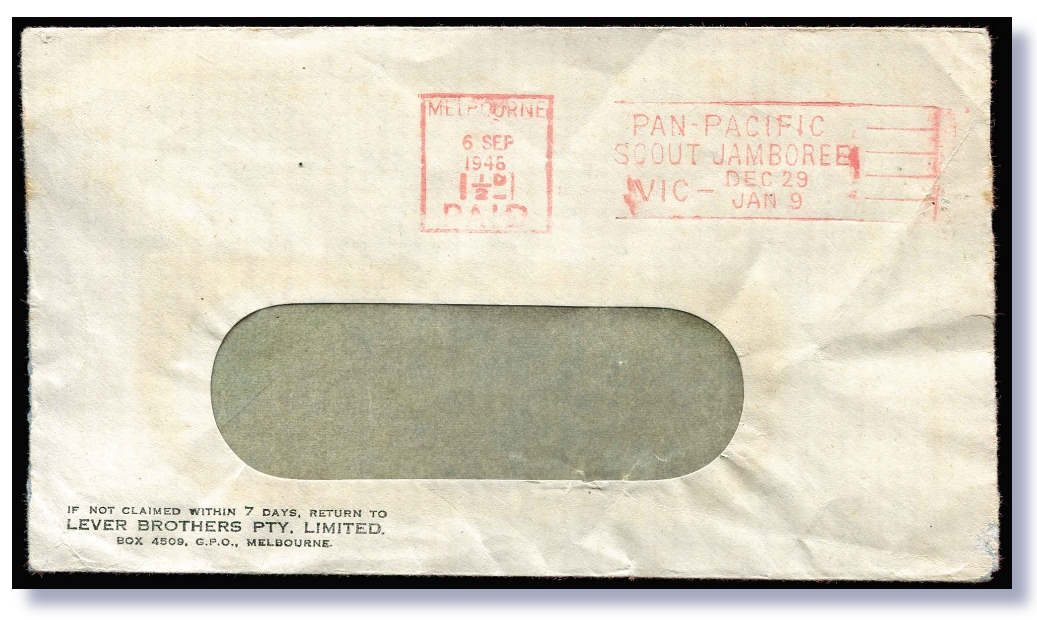 MELBOURNE
6 SEP
1948
1½D
PAID
PAN-PACIFIC
SCOUT JAMBOREE
VIC- DEC 29
JAN 9
IF NOT CLAIMED WITHIN 7 DAYS, RETURN TO
LEVER BROTHERS PTY. LIMITED.
BOX 4509, G.P.O., MELBOURNE.